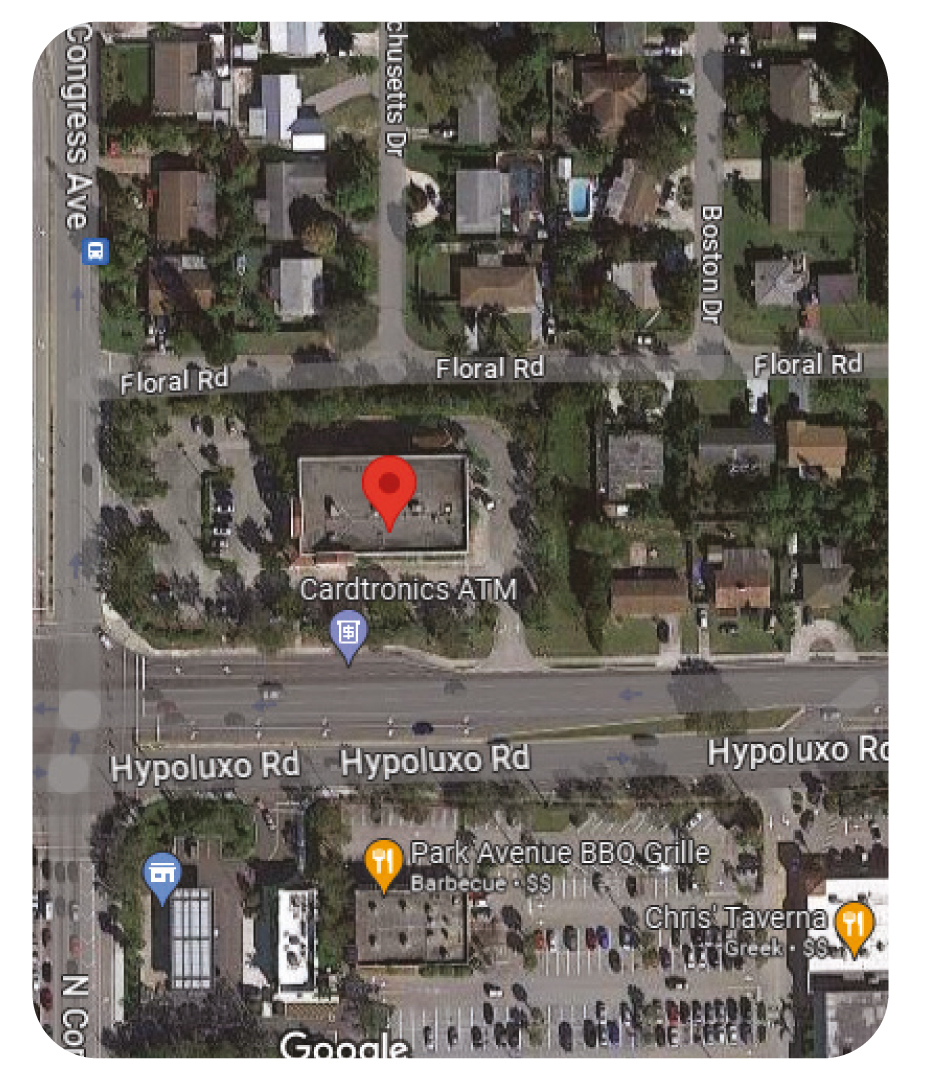 Congress Ave
chusetts Dr
Boston Dr
Floral Rd
Floral Rd
Floral Rd
Cardtronics ATM
Hypoluxo Rd
Hypoluxo Rd
Hypoluxo Rd
Park Avenue BBQ Grille
Barbecue • $$
Chris' Taverna
Greek • $$
N Con
Google